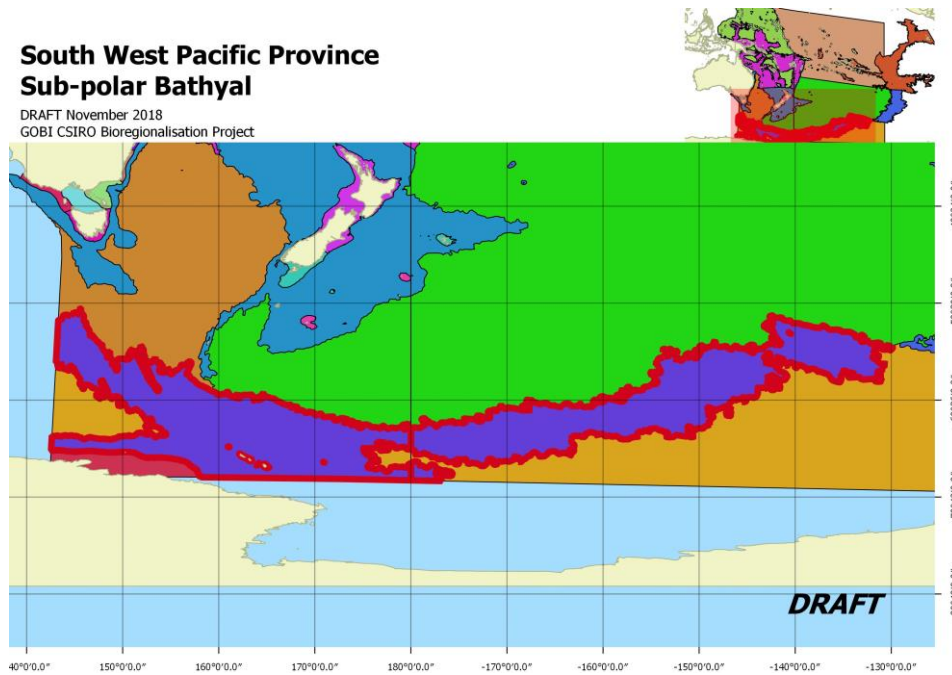 South West Pacific Province
Sub-polar Bathyal
DRAFT November 2018
GOBI CSIRO Bioregionalisation Project
DRAFT
40°0'0.0" 150°0'0.0" 160°0'0.0" 170°0'0.0" 180°0'0.0" -170°0'0.0" -160°0'0.0" -150°0'0.0" -140°0'0.0" -130°0'0.0"